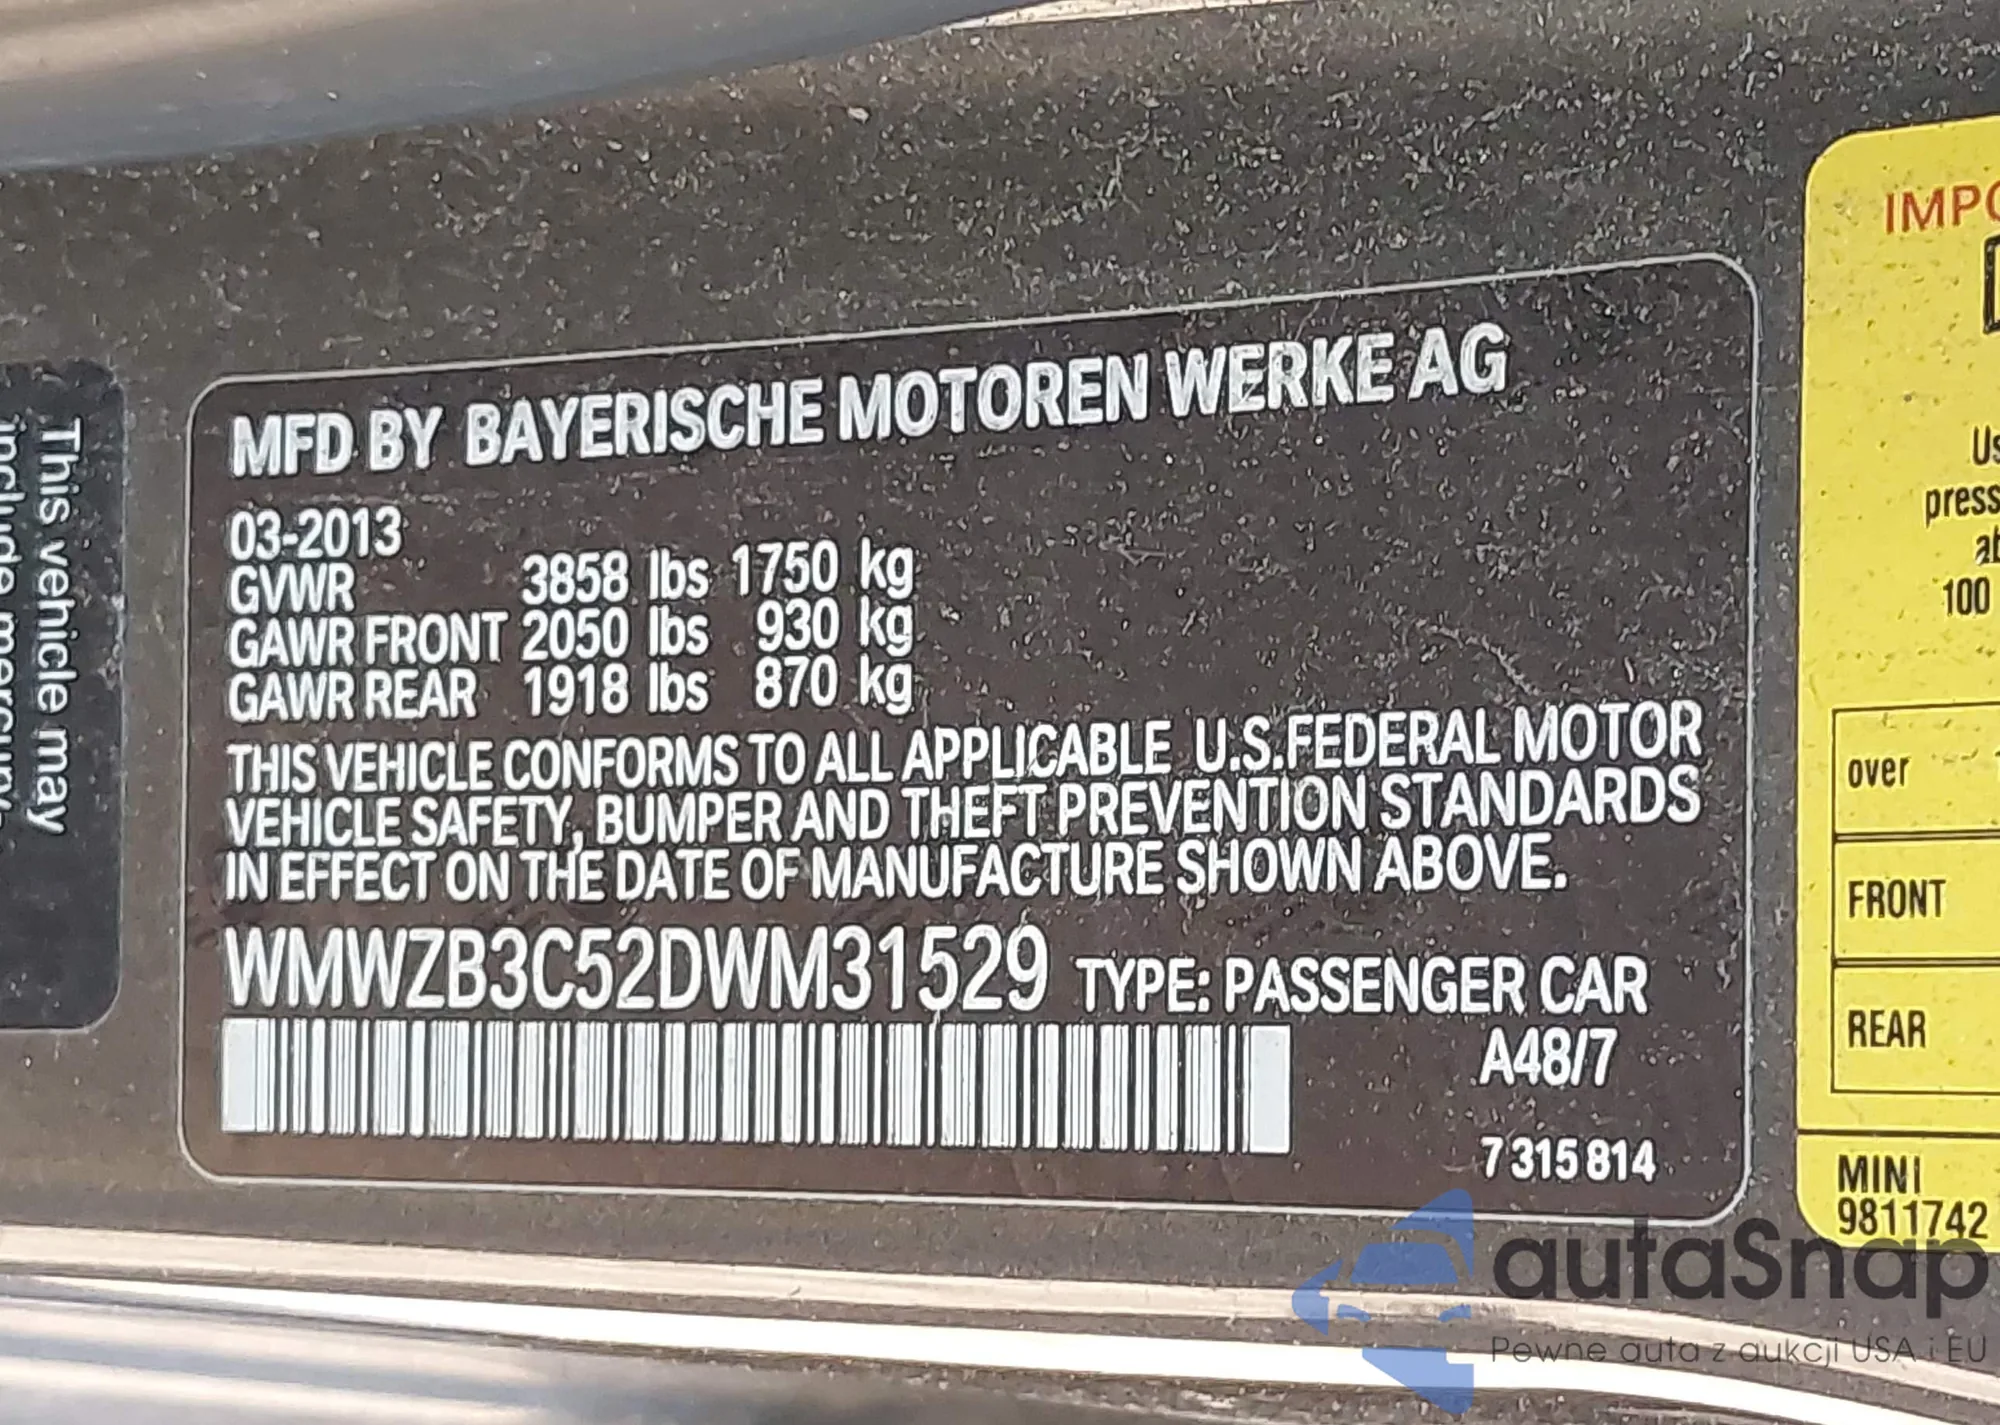 This vehicle may
MFD BY BAYERISCHE MOTOREN WERKE AG
03-2013
GVWR 3858 lbs 1750 kg
GAWR FRONT 2050 lbs 930 kg
GAWR REAR 1918 lbs 870 kg
THIS VEHICLE CONFORMS TO ALL APPLICABLE U.S.FEDERAL MOTOR
VEHICLE SAFETY, BUMPER AND THEFT PREVENTION STANDARDS
IN EFFECT ON THE DATE OF MANUFACTURE SHOWN ABOVE.
WMWZB3C52DWM31529 TYPE: PASSENGER CAR
A48/7
7 315 814
100
over
FRONT
REAR
MINI
9811742
autaSnap
Pewne auta z aukcji USA i EU